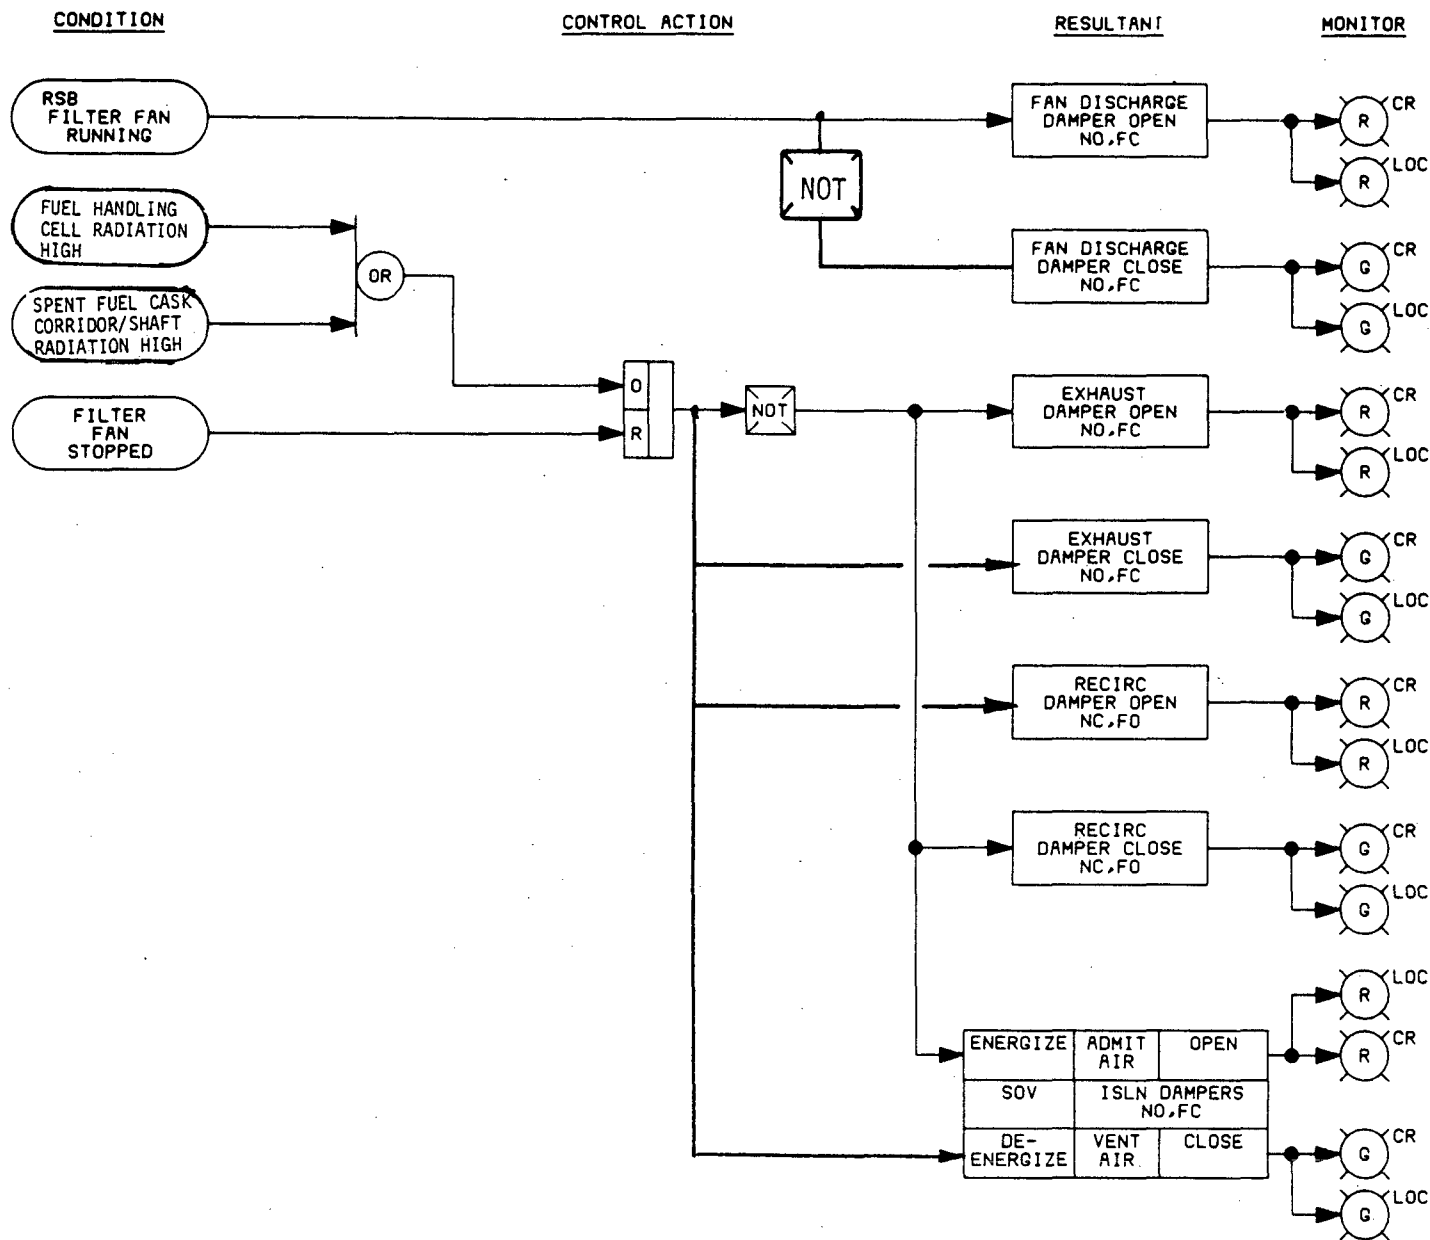 CONDITION
CONTROL ACTION
RESULTANT
MONITOR
RSB
FILTER FAN
RUNNING
FAN DISCHARGE
DAMPER OPEN
NO,FC
R
CR
R
LOC
NOT
FUEL HANDLING
CELL RADIATION
HIGH
FAN DISCHARGE
DAMPER CLOSE
NO,FC
G
CR
G
LOC
OR
SPENT FUEL CASK
CORRIDOR/SHAFT
RADIATION HIGH
O
R
NOT
FILTER
FAN
STOPPED
EXHAUST
DAMPER OPEN
NO,FC
R
CR
R
LOC
EXHAUST
DAMPER CLOSE
NO,FC
G
CR
G
LOC
RECIRC
DAMPER OPEN
NC,FO
R
CR
R
LOC
RECIRC
DAMPER CLOSE
NC,FO
G
CR
G
LOC
R
LOC
R
CR
ENERGIZE
ADMIT
AIR
OPEN
SOV
ISLN DAMPERS
NO,FC
DE-
ENERGIZE
VENT
AIR
CLOSE
G
CR
G
LOC